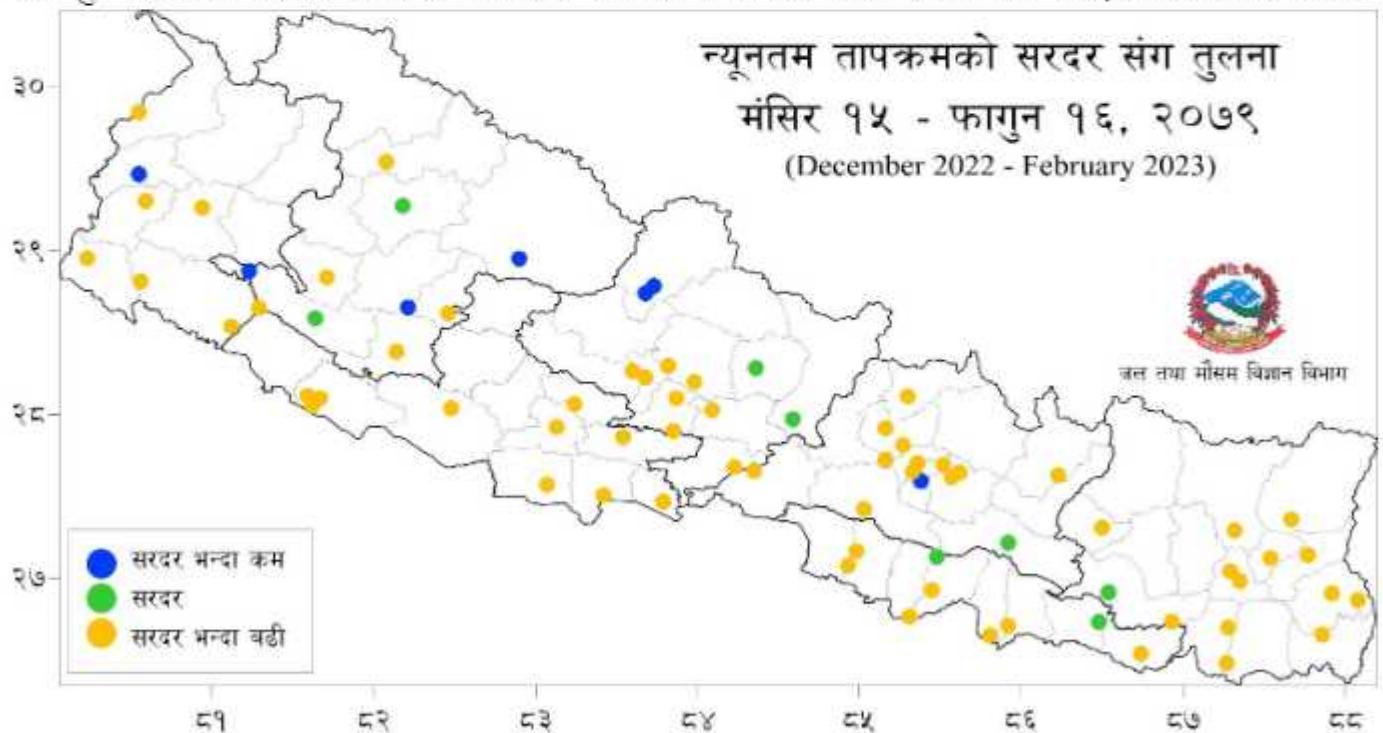 न्यूनतम तापक्रमको सरदर संग तुलना
मंसिर १५ - फागुन १६, २०७९
(December 2022 - February 2023)
जल तथा मौसम विज्ञान विभाग
३०
२९
२८
२७
सरदर भन्दा कम
सरदर
सरदर भन्दा बढी
८१
८२
८३
८४
८५
८६
८७
८८